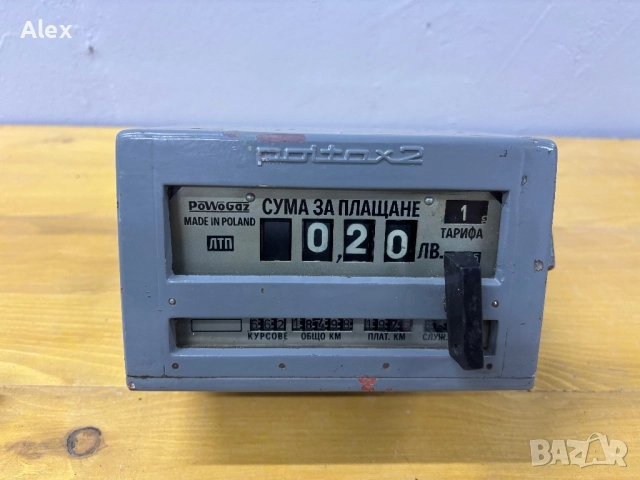 Alex
poltax2
PoWoGaz
MADE IN POLAND
ЛТП
СУМА ЗА ПЛАЩАНЕ
0,20 ЛВ.
1
ТАРИФА
КУРСОВЕ
ОБЩО КМ
ПЛАТ. КМ
BAZAR